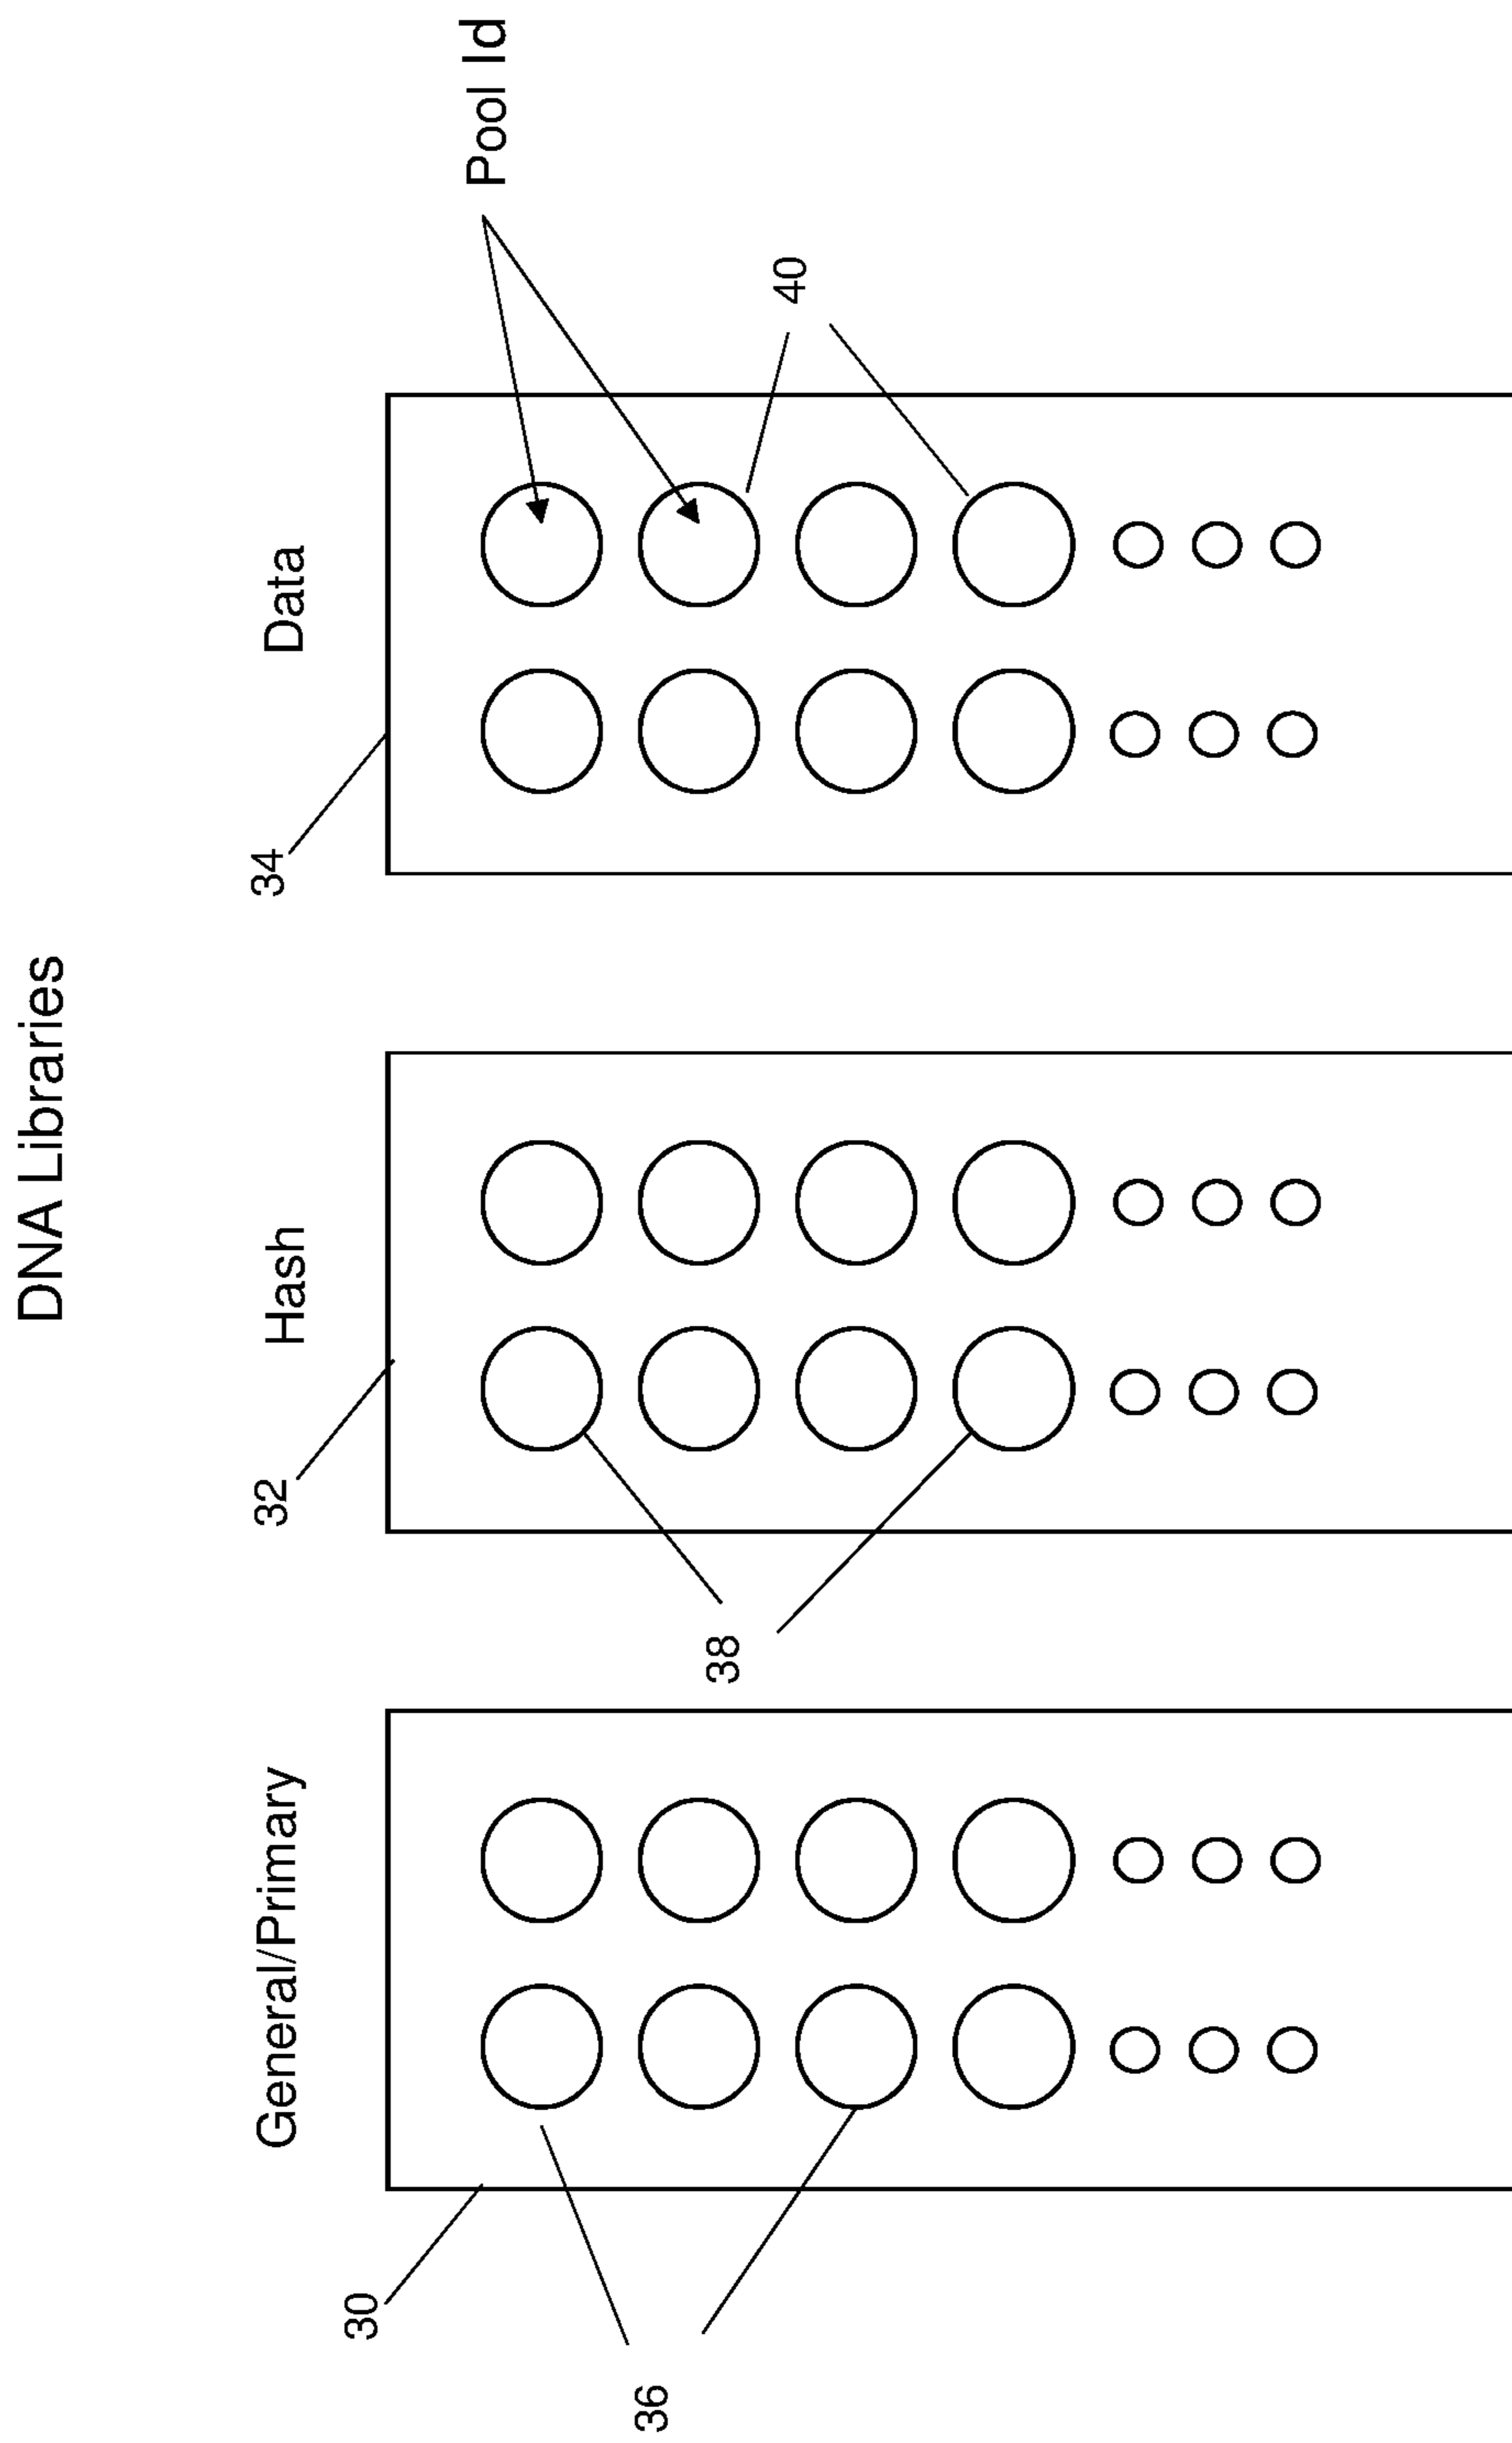 DNA Libraries
General/Primary
Hash
Data
Pool Id
30
32
34
36
38
40